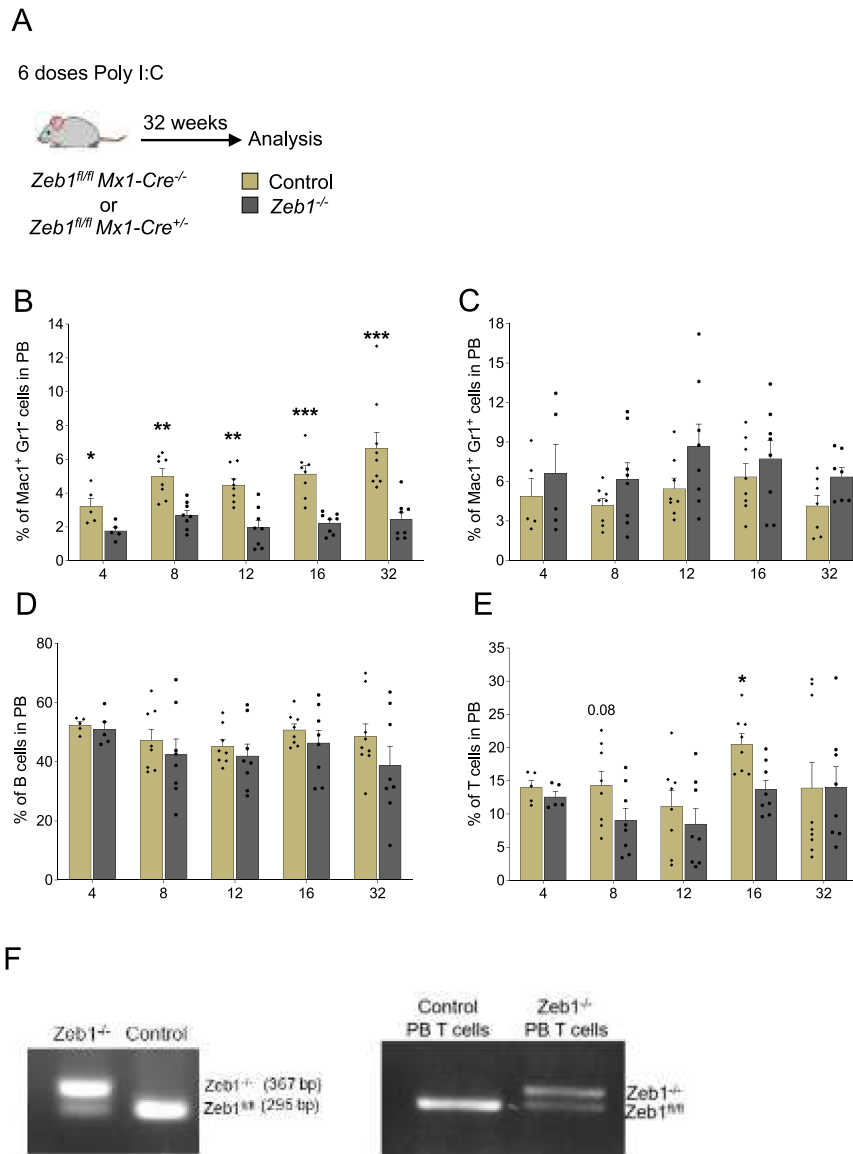 A
6 doses Poly I:C
32 weeks
Analysis
Zeb1fl/fl Mx1-Cre-/-
or
Zeb1fl/fl Mx1-Cre+/-
Control
Zeb1-/-
B
% of Mac1+ Gr1- cells in PB
14
12
10
8
6
4
2
0
*
**
**
***
***
4 8 12 16 32
C
% of Mac1+ Gr1+ cells in PB
18
15
12
9
6
3
0
4 8 12 16 32
D
% of B cells in PB
80
60
40
20
0
4 8 12 16 32
E
% of T cells in PB
35
30
25
20
15
10
5
0
0.08
*
4 8 12 16 32
F
Zeb1-/- Control
Zeb1-/- (367 bp)
Zeb1fl/fl (295 bp)
Control Zeb1-/-
PB T cells PB T cells
Zeb1-/-
Zeb1fl/fl